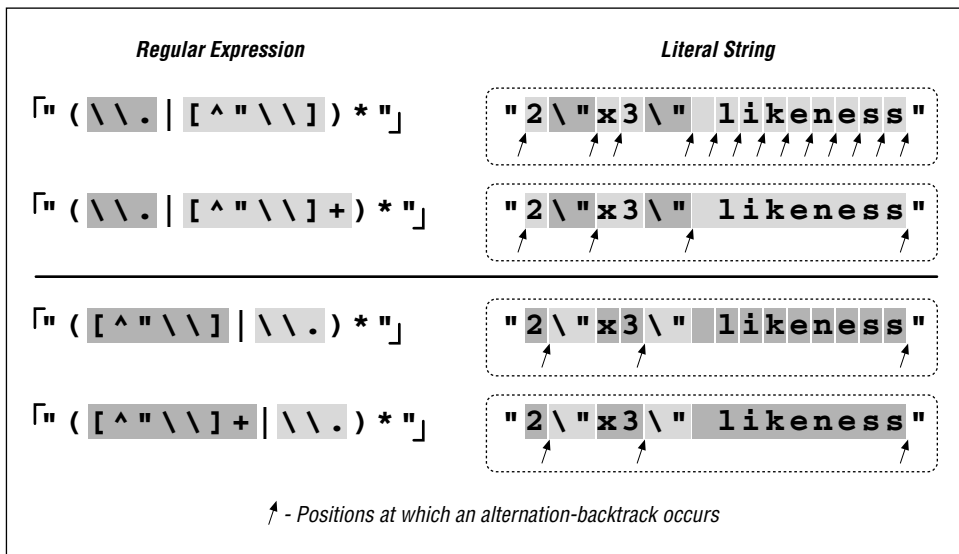 Regular Expression Literal String
⌈"(\\.|[^"\\])*"⌋ "2\"x3\" likeness"
⌈"(\\.|[^"\\]+)*"⌋ "2\"x3\" likeness"
⌈"([^"\\]|\\.)*"⌋ "2\"x3\" likeness"
⌈"([^"\\]+|\\.)*"⌋ "2\"x3\" likeness"
- Positions at which an alternation-backtrack occurs